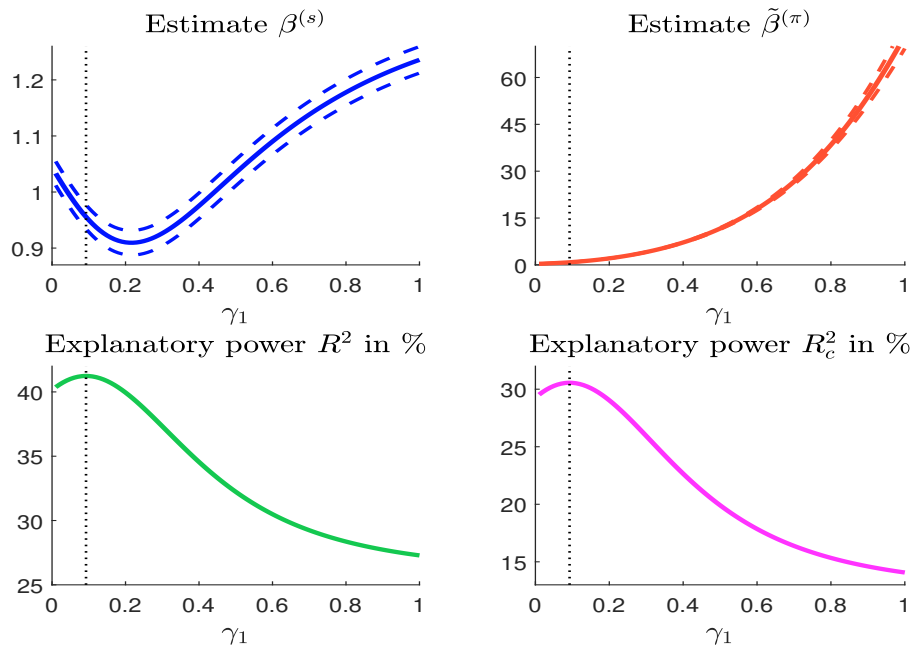 Estimate β^(s)
1.2
1.1
1
0.9
0 0.2 0.4 0.6 0.8 1
γ₁
Estimate β̃^(π)
60
45
30
15
0
0 0.2 0.4 0.6 0.8 1
γ₁
Explanatory power R² in %
40
35
30
25
0 0.2 0.4 0.6 0.8 1
γ₁
Explanatory power R²_c in %
30
25
20
15
0 0.2 0.4 0.6 0.8 1
γ₁